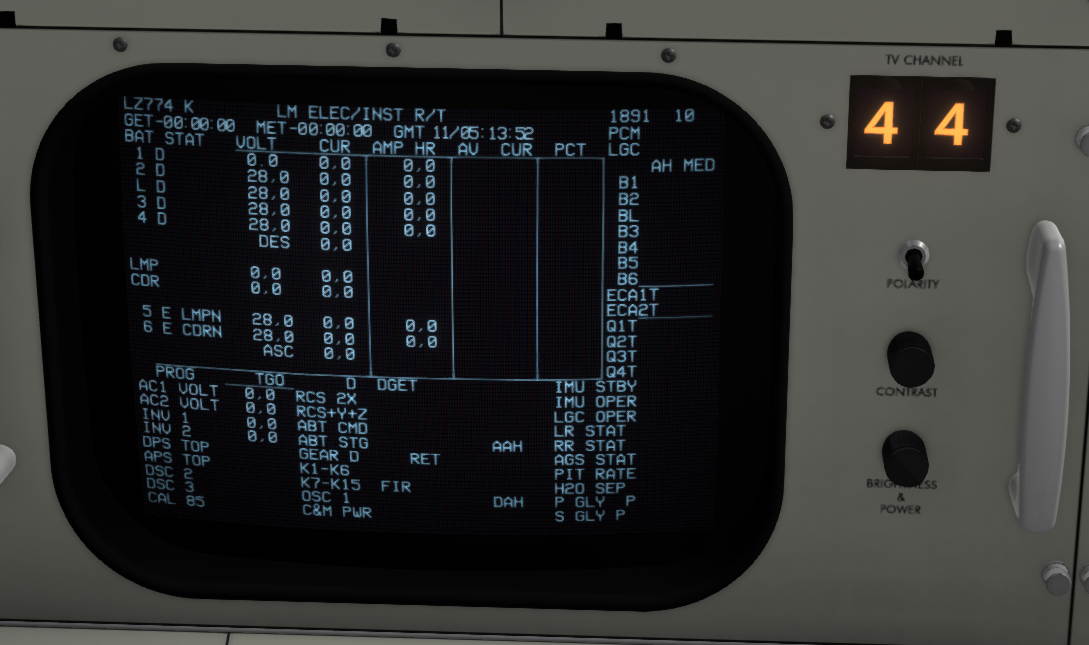 TV CHANNEL
4 4
LZ774 K LM ELEC/INST R/T 1891 10
GET-00:00:00 MET-00:00:00 GMT 11/05:13:52 PCM
BAT STAT VOLT CUR AMP HR AV CUR PCT LGC
1 D 0.0 0.0 0.0 AH MED
2 D 28.0 0.0 0.0 B1
L D 28.0 0.0 0.0 B2
3 D 28.0 0.0 0.0 BL
4 D 28.0 0.0 0.0 B3
DES 0.0 B4
B5
LMP 0.0 0.0 B6
CDR 0.0 0.0 ECA1T
ECA2T
5 E LMPN 28.0 0.0 0.0 Q1T
6 E CDRN 28.0 0.0 0.0 Q2T
ASC 0.0 Q3T
Q4T
PROG TGO D DGET IMU STBY
AC1 VOLT 0.0 RCS 2X IMU OPER
AC2 VOLT 0.0 RCS+Y+Z LGC OPER
INV 1 0.0 ABT CMD LR STAT
INV 2 0.0 ABT STG AAH RR STAT
DPS TOP GEAR D RET AGS STAT
APS TOP K1-K6 PIT RATE
DSC 2 K7-K15 FIR H2O SEP
DSC 3 OSC 1 DAH P GLY P
CAL 85 C&M PWR S GLY P
POLARITY
CONTRAST
BRIGHTNESS
&
POWER